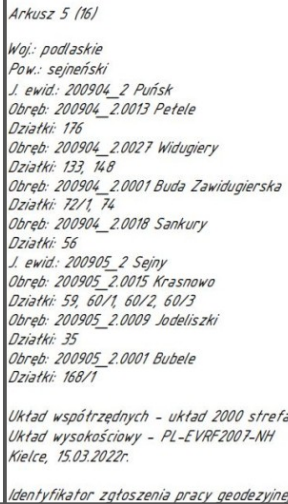 Arkusz 5 (16)
Woj.: podlaskie
Pow.: sejneński
J. ewid.: 200904_2 Puńsk
Obręb: 200904_2.0013 Petele
Działki: 176
Obręb: 200904_2.0027 Widugiery
Działki: 133, 148
Obręb: 200904_2.0001 Buda Zawidugierska
Działki: 72/1, 74
Obręb: 200904_2.0018 Sankury
Działki: 56
J. ewid.: 200905_2 Sejny
Obręb: 200905_2.0015 Krasnowo
Działki: 59, 60/1, 60/2, 60/3
Obręb: 200905_2.0009 Jodeliszki
Działki: 35
Obręb: 200905_2.0001 Bubele
Działki: 168/1
Układ współrzędnych - układ 2000 strefa
Układ wysokościowy - PL-EVRF2007-NH
Kielce, 15.03.2022r.
Identyfikator zgłoszenia pracy geodezyjne